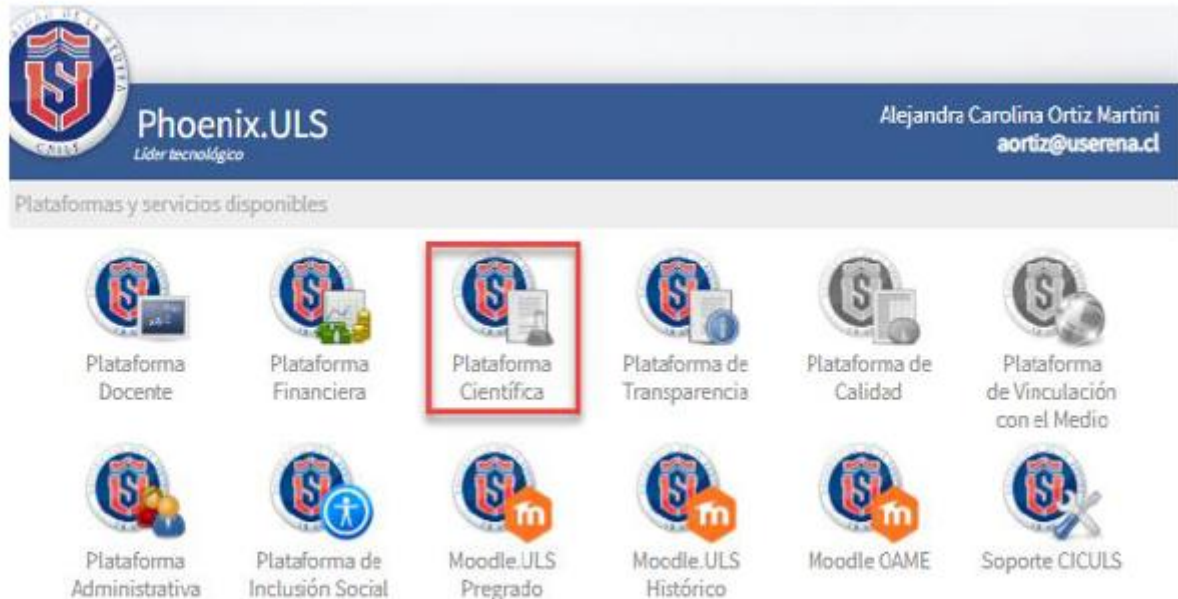 Phoenix.ULS
Líder tecnológico
Alejandra Carolina Ortiz Martini
aortiz@userena.cl
Plataformas y servicios disponibles
Plataforma
Docente
Plataforma
Financiera
Plataforma
Científica
Plataforma de
Transparencia
Plataforma de
Calidad
Plataforma
de Vinculación
con el Medio
Plataforma
Administrativa
Plataforma de
Inclusión Social
Moodle.ULS
Pregrado
Moodle.ULS
Histórico
Moodle OAME
Soporte CICULS